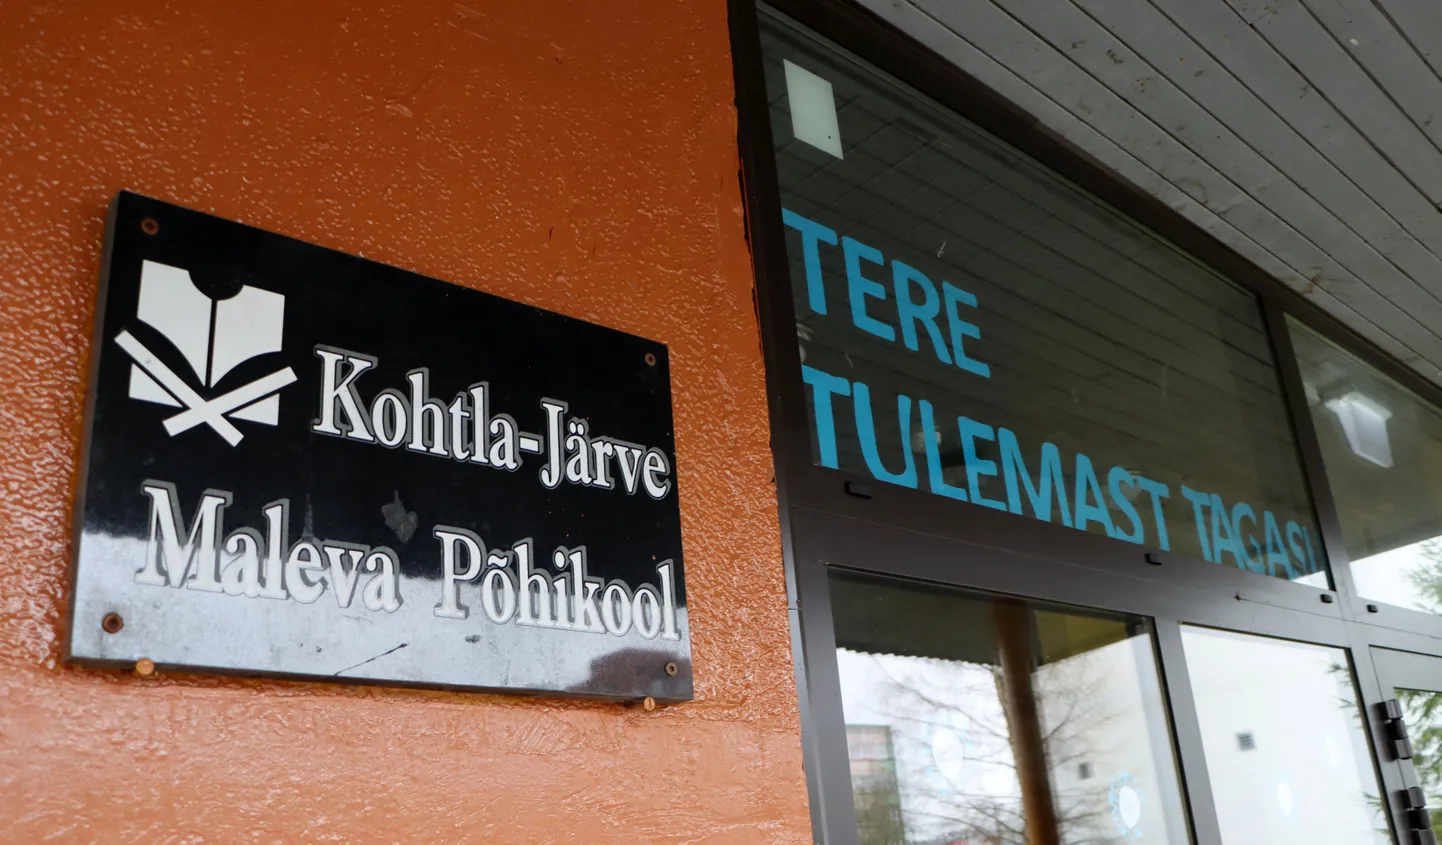 Kohtla-Järve
Maleva Põhikool
TERE
TULEMAST TAGASI